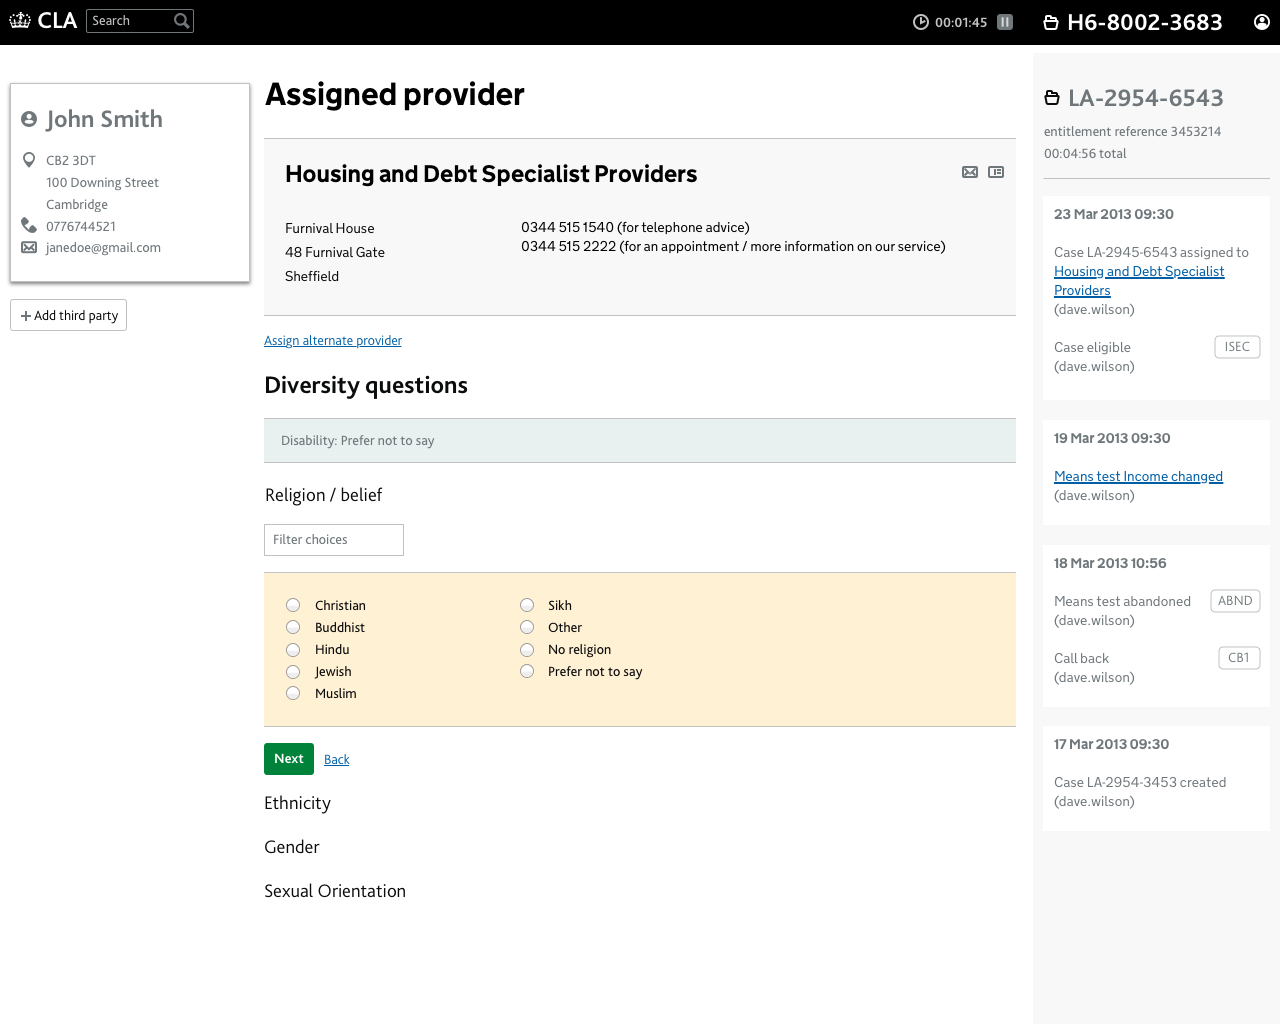 CLA
Search
00:01:45
H6-8002-3683
John Smith
CB2 3DT
100 Downing Street
Cambridge
0776744521
janedoe@gmail.com
Add third party
Assigned provider
Housing and Debt Specialist Providers
Furnival House
48 Furnival Gate
Sheffield
0344 515 1540 (for telephone advice)
0344 515 2222 (for an appointment / more information on our service)
Assign alternate provider
Diversity questions
Disability: Prefer not to say
Religion / belief
Filter choices
Christian
Buddhist
Hindu
Jewish
Muslim
Sikh
Other
No religion
Prefer not to say
Next
Back
Ethnicity
Gender
Sexual Orientation
LA-2954-6543
entitlement reference 3453214
00:04:56 total
23 Mar 2013 09:30
Case LA-2945-6543 assigned to
Housing and Debt Specialist
Providers
(dave.wilson)
Case eligible ISEC
(dave.wilson)
19 Mar 2013 09:30
Means test Income changed
(dave.wilson)
18 Mar 2013 10:56
Means test abandoned ABND
(dave.wilson)
Call back CB1
(dave.wilson)
17 Mar 2013 09:30
Case LA-2954-3453 created
(dave.wilson)